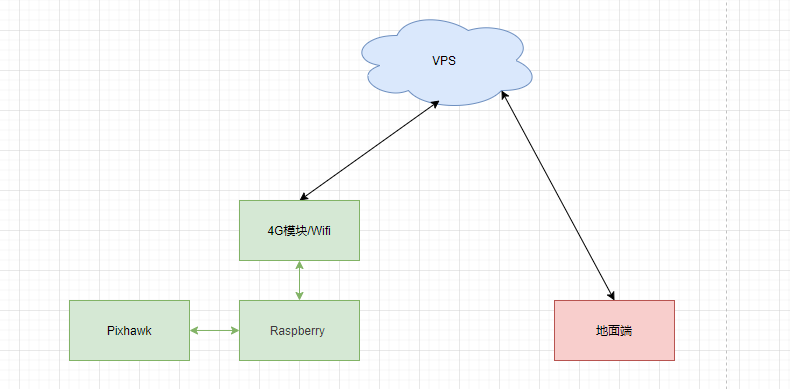 VPS
4G模块/Wifi
Pixhawk
Raspberry
地面端